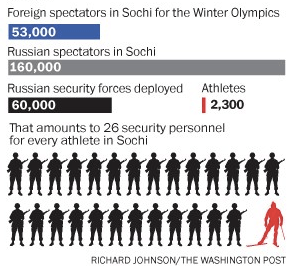 Foreign spectators in Sochi for the Winter Olympics
53,000
Russian spectators in Sochi
160,000
Russian security forces deployed
60,000
Athletes
2,300
That amounts to 26 security personnel
for every athlete in Sochi
RICHARD JOHNSON/THE WASHINGTON POST